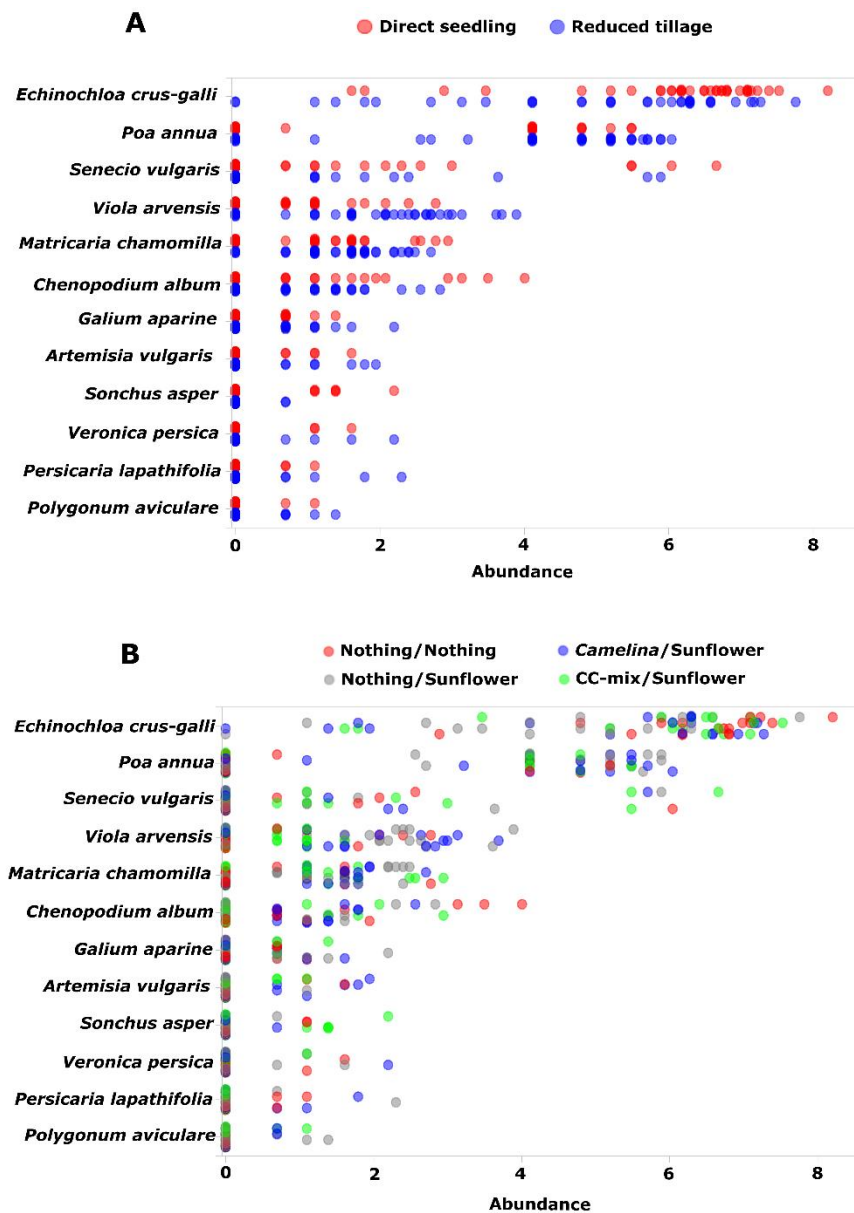 A
Direct seedling Reduced tillage
Echinochloa crus-galli
Poa annua
Senecio vulgaris
Viola arvensis
Matricaria chamomilla
Chenopodium album
Galium aparine
Artemisia vulgaris
Sonchus asper
Veronica persica
Persicaria lapathifolia
Polygonum aviculare
0 2 4 6 8
Abundance
B
Nothing/Nothing Camelina/Sunflower
Nothing/Sunflower CC-mix/Sunflower
Echinochloa crus-galli
Poa annua
Senecio vulgaris
Viola arvensis
Matricaria chamomilla
Chenopodium album
Galium aparine
Artemisia vulgaris
Sonchus asper
Veronica persica
Persicaria lapathifolia
Polygonum aviculare
0 2 4 6 8
Abundance